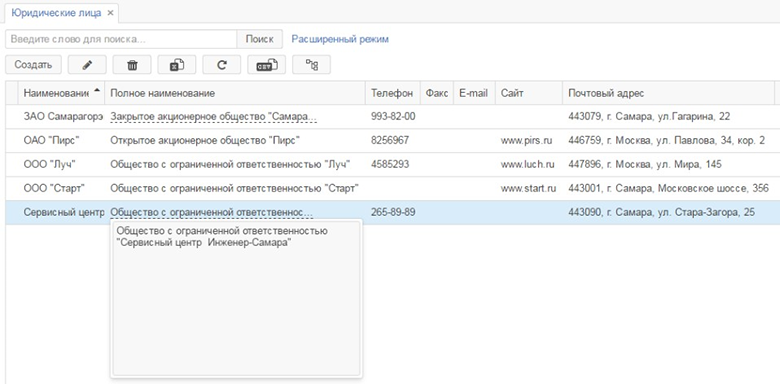 Юридические лица ×
Введите слово для поиска... Поиск Расширенный режим
Создать
Наименование Полное наименование Телефон Факс E-mail Сайт Почтовый адрес
ЗАО Самарагорэ Закрытое акционерное общество "Самара... 993-82-00 443079, г. Самара, ул.Гагарина, 22
ОАО "Пирс" Открытое акционерное общество "Пирс" 8256967 www.pirs.ru 446759, г. Москва, ул. Павлова, 34, кор. 2
ООО "Луч" Общество с ограниченной ответственностью "Луч" 4585293 www.luch.ru 447896, г. Москва, ул. Мира, 145
ООО "Старт" Общество с ограниченной ответственностью "Старт" www.start.ru 443001, г. Самара, Московское шоссе, 356
Сервисный центр Общество с ограниченной ответственнос... 265-89-89 443090, г. Самара, ул. Стара-Загора, 25
Общество с ограниченной ответственностью
"Сервисный центр Инженер-Самара"